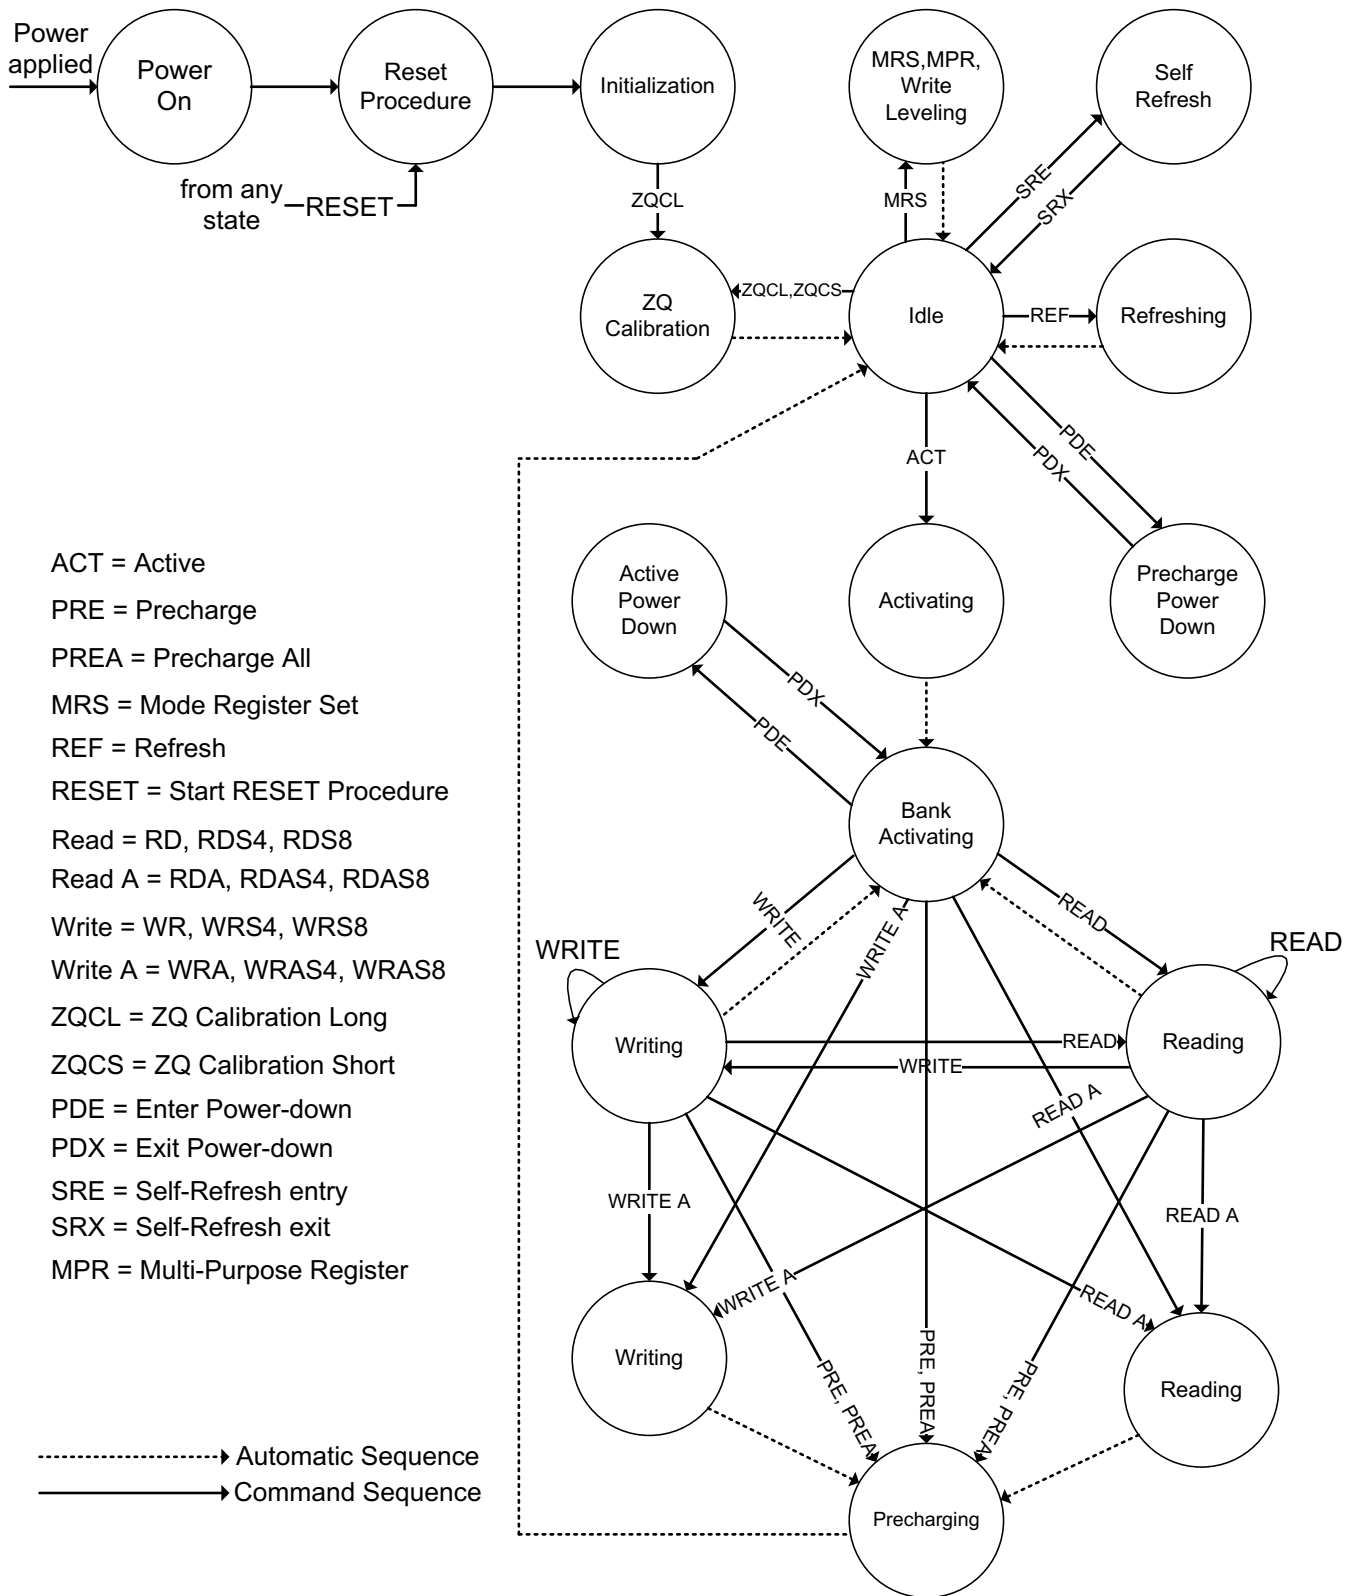 Power
applied
Power
On
Reset
Procedure
Initialization
MRS,MPR,
Write
Leveling
Self
Refresh
from any
state
RESET
ZQCL
MRS
SRE
SRX
ZQ
Calibration
ZQCL,ZQCS
Idle
REF
Refreshing
ACT
PDE
PDX
Active
Power
Down
Activating
Precharge
Power
Down
PDX
PDE
Bank
Activating
ACT = Active
PRE = Precharge
PREA = Precharge All
MRS = Mode Register Set
REF = Refresh
RESET = Start RESET Procedure
Read = RD, RDS4, RDS8
Read A = RDA, RDAS4, RDAS8
Write = WR, WRS4, WRS8
Write A = WRA, WRAS4, WRAS8
ZQCL = ZQ Calibration Long
ZQCS = ZQ Calibration Short
PDE = Enter Power-down
PDX = Exit Power-down
SRE = Self-Refresh entry
SRX = Self-Refresh exit
MPR = Multi-Purpose Register
WRITE
WRITE A
READ
WRITE
READ
Writing
READ
Reading
WRITE
READ A
WRITE A
READ A
WRITE A
READ A
Writing
PRE, PREA
PRE, PREA
PRE, PREA
Reading
Precharging
Automatic Sequence
Command Sequence